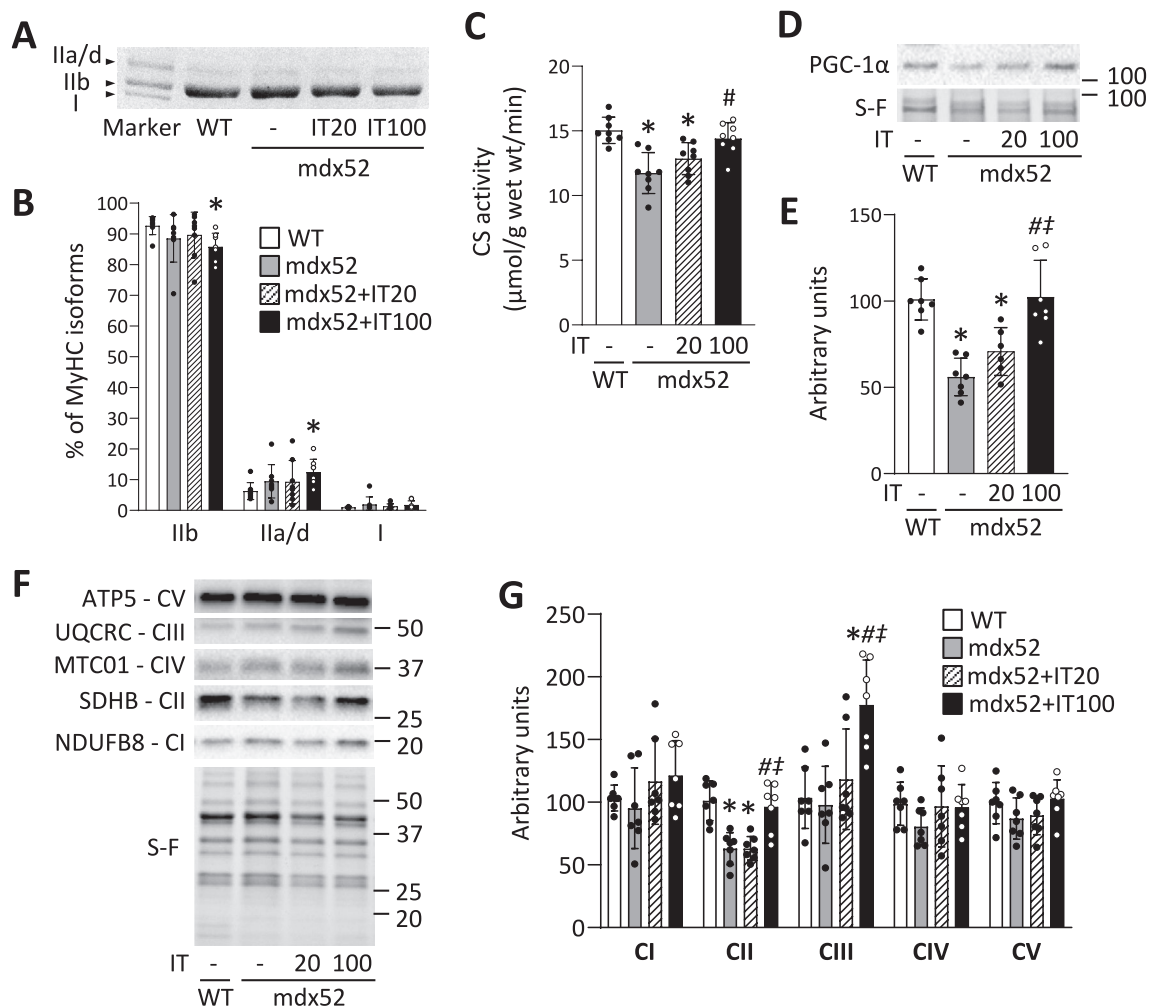 A
IIa/d
IIb
I
Marker WT - IT20 IT100
mdx52
B
% of MyHC isoforms
100
90
80
70
60
50
40
30
20
10
0
*
*
IIb IIa/d I
WT
mdx52
mdx52+IT20
mdx52+IT100
C
CS activity
(µmol/g wet wt/min)
20
15
10
5
0
* * #
IT - - 20 100
WT mdx52
D
PGC-1α
100
S-F
100
IT - - 20 100
WT mdx52
E
Arbitrary units
150
100
50
0
* * #‡
IT - - 20 100
WT mdx52
F
ATP5 - CV
UQCRC - CIII 50
MTC01 - CIV 37
SDHB - CII
25
NDUFB8 - CI 20
S-F
50
37
25
20
IT - - 20 100
WT mdx52
G
Arbitrary units
250
200
150
100
50
0
** #‡ *#‡
CI CII CIII CIV CV
WT
mdx52
mdx52+IT20
mdx52+IT100